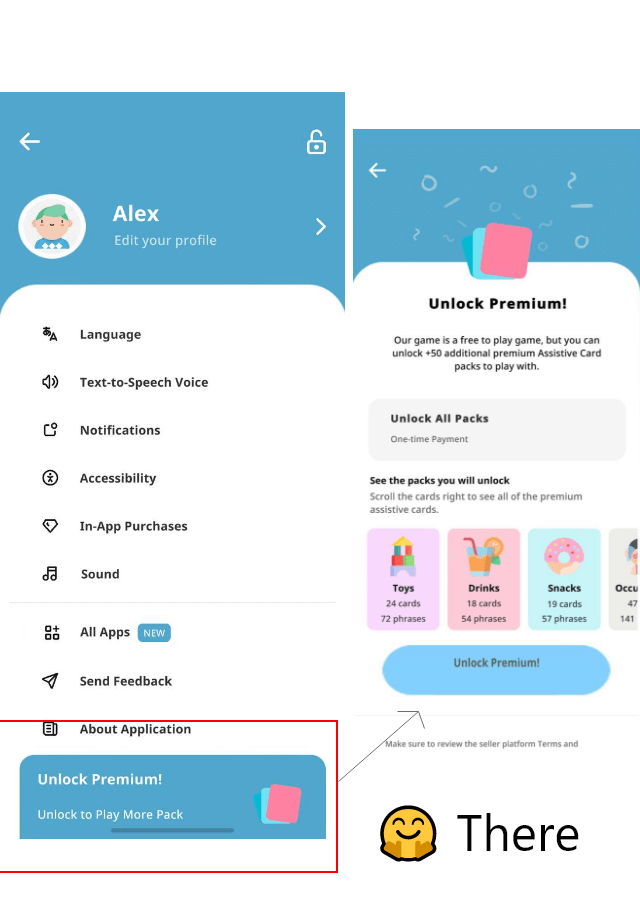 Alex
Edit your profile
Language
Text-to-Speech Voice
Notifications
Accessibility
In-App Purchases
Sound
All Apps NEW
Send Feedback
About Application
Unlock Premium!
Unlock to Play More Pack
Unlock Premium!
Our game is a free to play game, but you can
unlock +50 additional premium Assistive Card
packs to play with.
Unlock All Packs
One-time Payment
See the packs you will unlock
Scroll the cards right to see all of the premium
assistive cards.
Toys
24 cards
72 phrases
Drinks
18 cards
54 phrases
Snacks
19 cards
57 phrases
Occu
47
141
Unlock Premium!
Make sure to review the seller platform Terms and
There